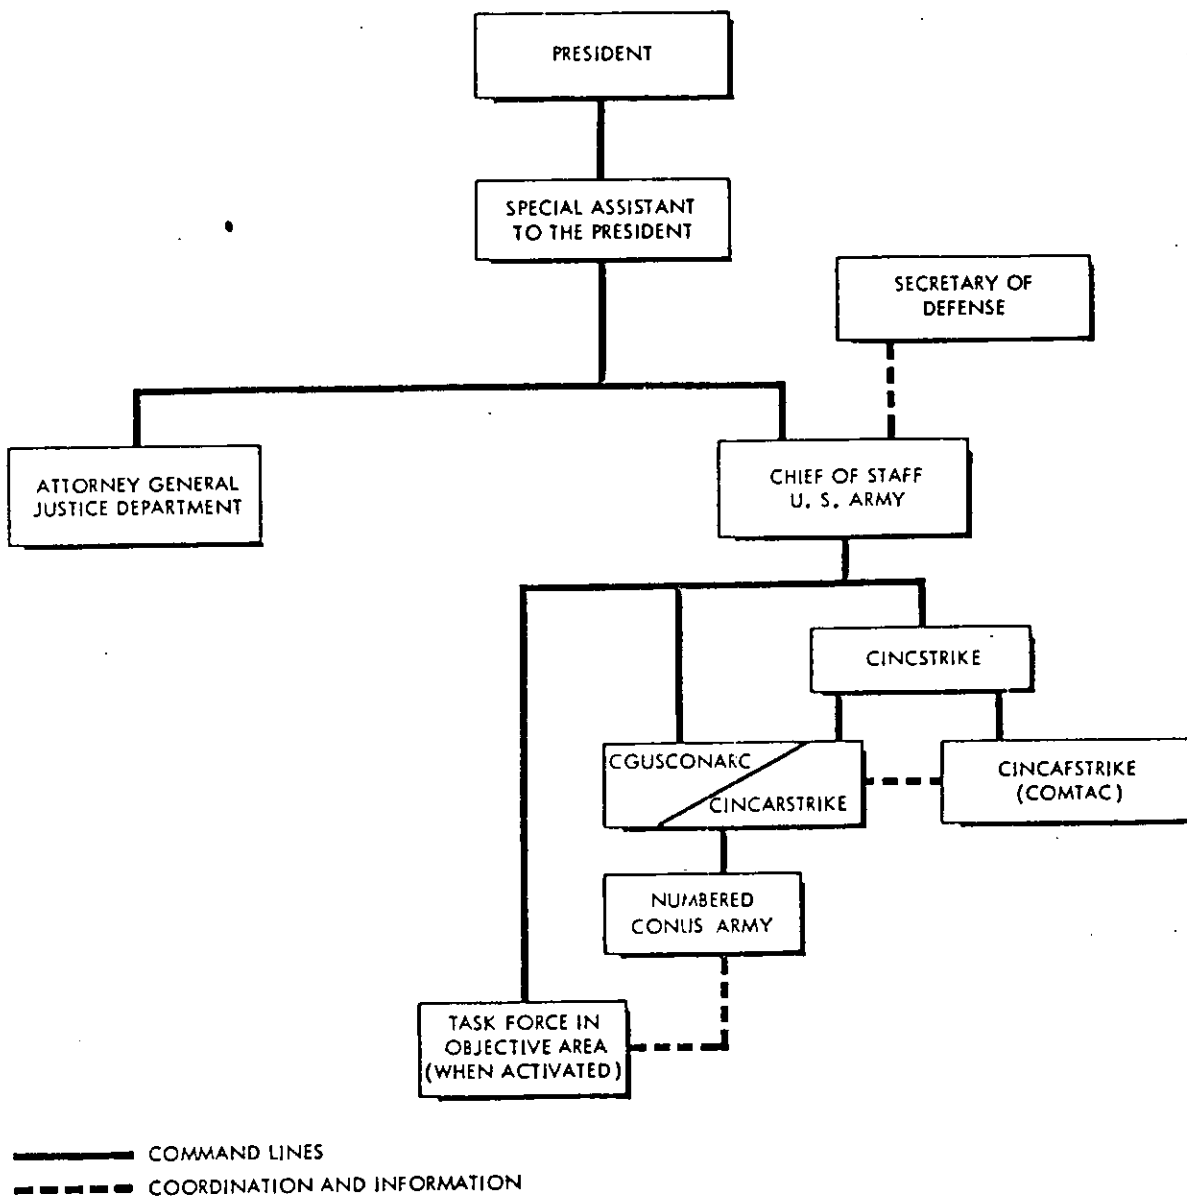 PRESIDENT
SPECIAL ASSISTANT
TO THE PRESIDENT
SECRETARY OF
DEFENSE
ATTORNEY GENERAL
JUSTICE DEPARTMENT
CHIEF OF STAFF
U. S. ARMY
CINCSTRIKE
CGUSCONARC
CINCARSTRIKE
CINCAFSTRIKE
(COMTAC)
NUMBERED
CONUS ARMY
TASK FORCE IN
OBJECTIVE AREA
(WHEN ACTIVATED)
COMMAND LINES
COORDINATION AND INFORMATION